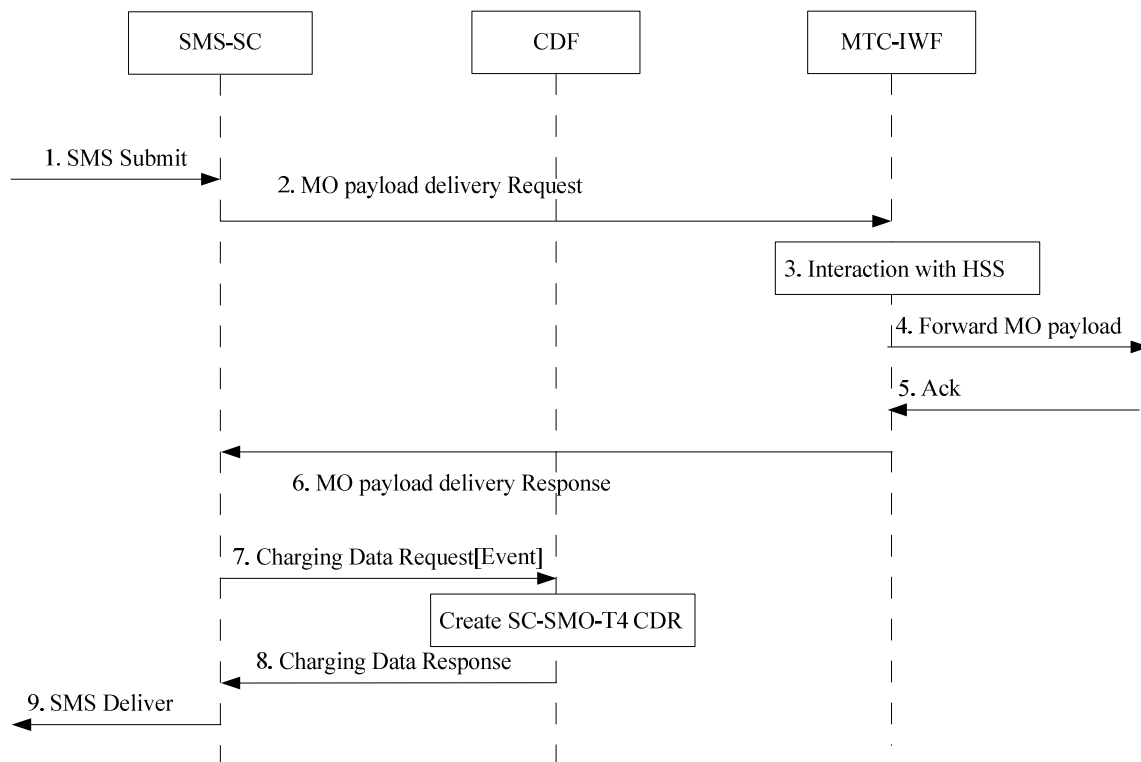 SMS-SC
CDF
MTC-IWF
1. SMS Submit
2. MO payload delivery Request
3. Interaction with HSS
4. Forward MO payload
5. Ack
6. MO payload delivery Response
7. Charging Data Request[Event]
Create SC-SMO-T4 CDR
8. Charging Data Response
9. SMS Deliver